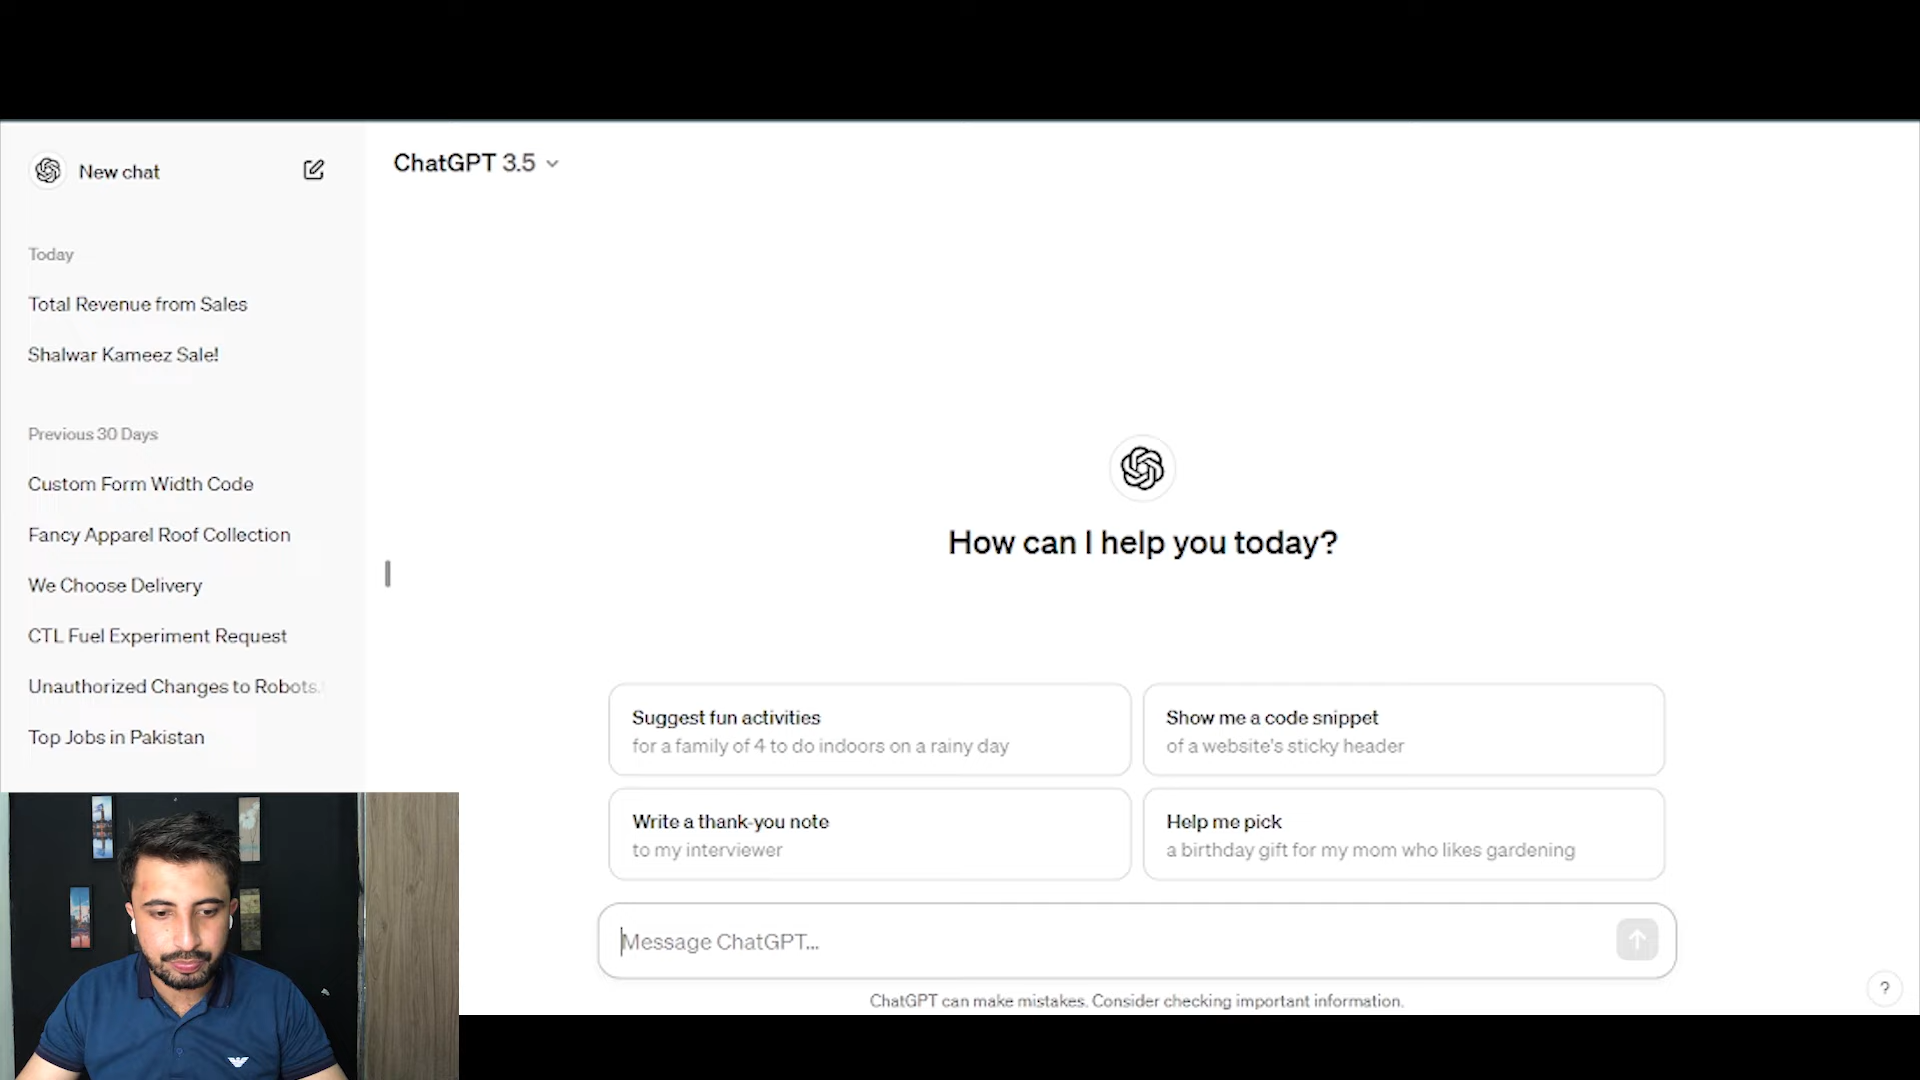 New chat
ChatGPT 3.5
Today
Total Revenue from Sales
Shalwar Kameez Sale!
Previous 30 Days
Custom Form Width Code
Fancy Apparel Roof Collection
We Choose Delivery
CTL Fuel Experiment Request
Unauthorized Changes to Robots.
Top Jobs in Pakistan
How can I help you today?
Suggest fun activities
for a family of 4 to do indoors on a rainy day
Show me a code snippet
of a website's sticky header
Write a thank-you note
to my interviewer
Help me pick
a birthday gift for my mom who likes gardening
Message ChatGPT...
ChatGPT can make mistakes. Consider checking important information.
?